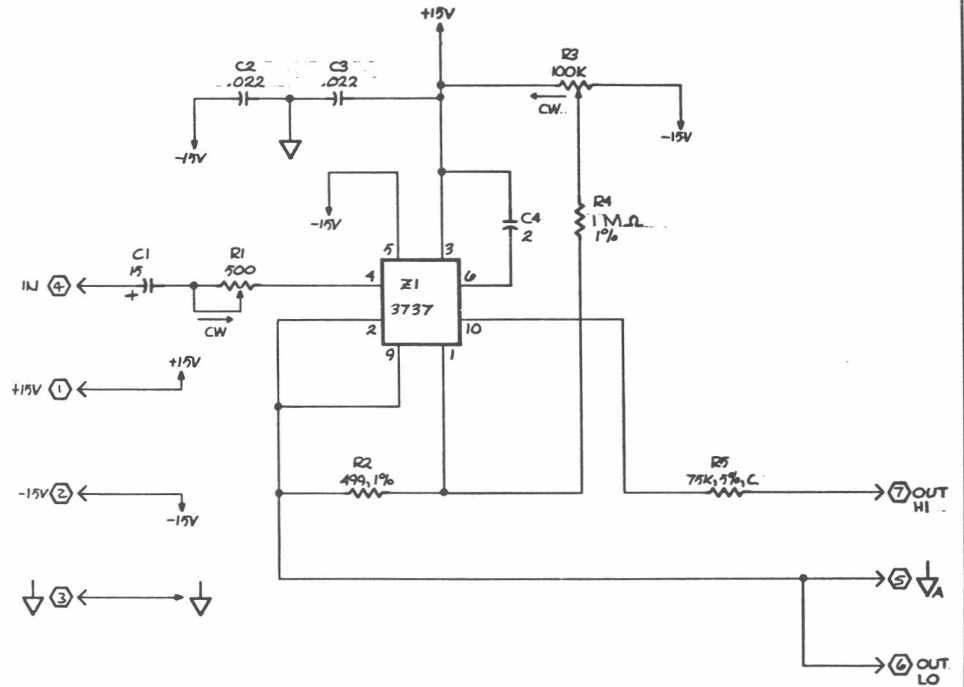 +15V
C2
.022
C3
.022
R3
100K
CW
-15V
-15V
-15V
R4
1 MΩ
1%
C4
2
5
3
C1
15
+
R1
500
IN 4
4
Z1
6
3737
CW
2
10
9
1
+15V
+15V 1
R2
499, 1%
R5
75K, 5%, C.
-15V 2
7 OUT
HI
-15V
3
5
A
6 OUT
LO